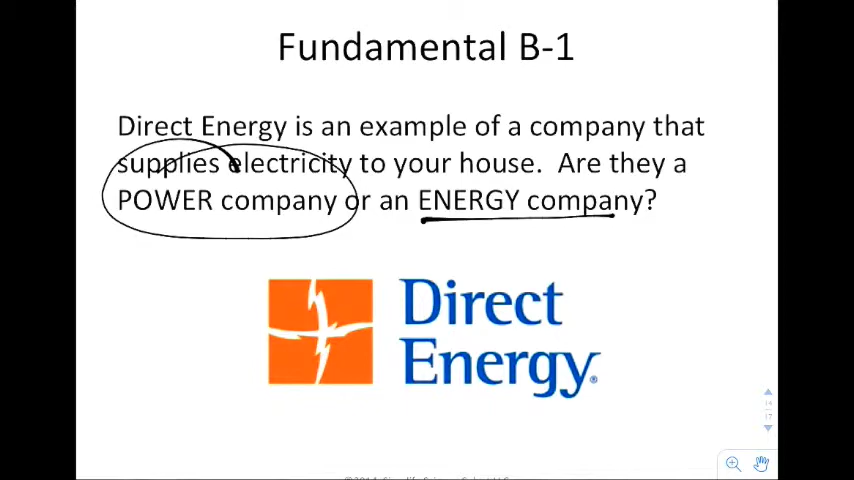 Fundamental B-1
Direct Energy is an example of a company that
supplies electricity to your house. Are they a
POWER company or an ENERGY company?
Direct
Energy®